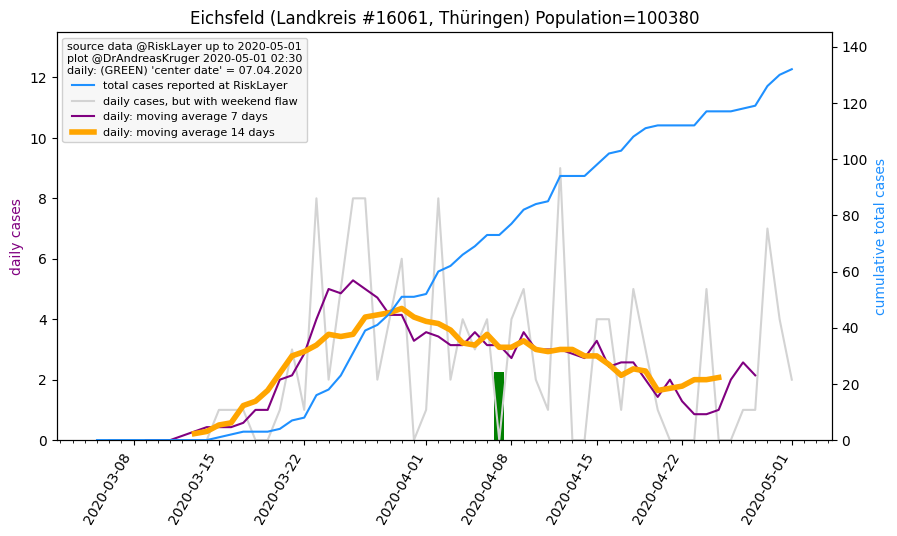 Eichsfeld (Landkreis #16061, Thüringen) Population=100380
source data @RiskLayer up to 2020-05-01
plot @DrAndreasKruger 2020-05-01 02:30
daily: (GREEN) 'center date' = 07.04.2020
total cases reported at RiskLayer
daily cases, but with weekend flaw
daily: moving average 7 days
daily: moving average 14 days
daily cases
12
10
8
6
4
2
0
140
120
100
80
60
40
20
0
cumulative total cases
2020-03-08
2020-03-15
2020-03-22
2020-04-01
2020-04-08
2020-04-15
2020-04-22
2020-05-01